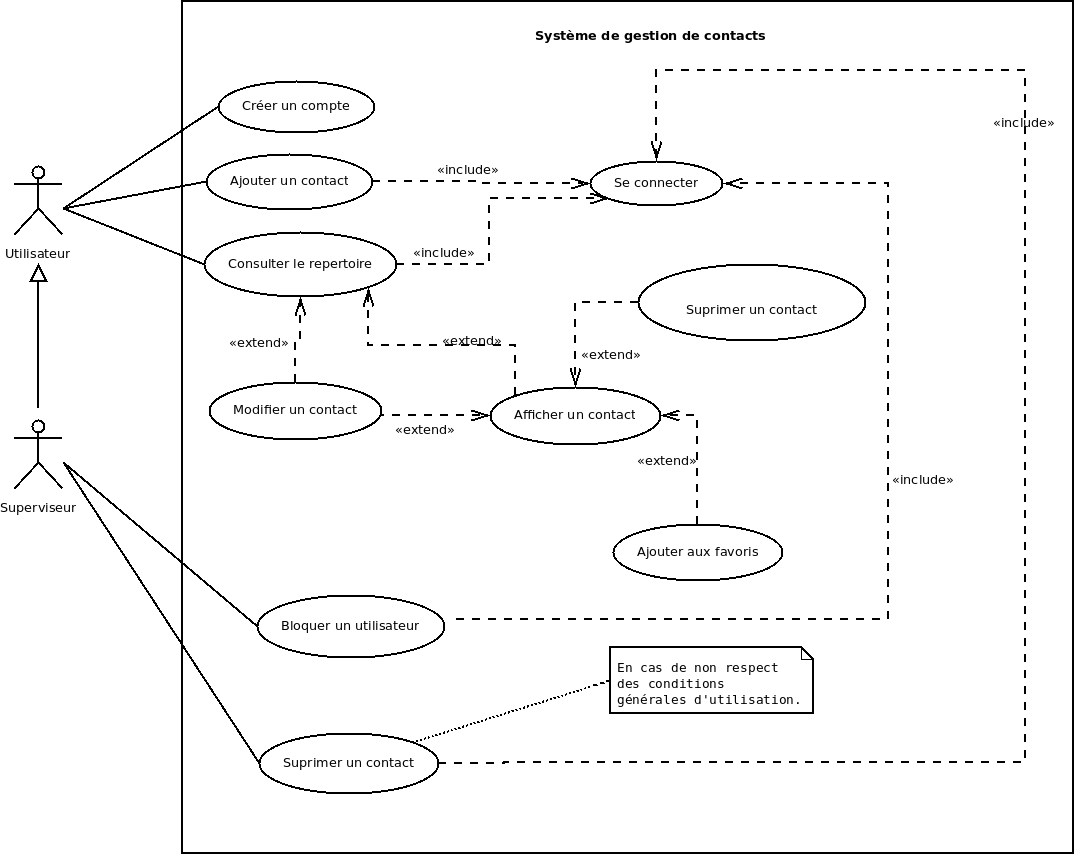 Système de gestion de contacts
Créer un compte
«include»
Ajouter un contact
«include»
Se connecter
Utilisateur
Consulter le repertoire
«include»
Suprimer un contact
«extend»
«extend»
«extend»
Modifier un contact
Afficher un contact
«extend»
«extend»
«include»
Superviseur
Ajouter aux favoris
Bloquer un utilisateur
En cas de non respect
des conditions
générales d'utilisation.
Suprimer un contact